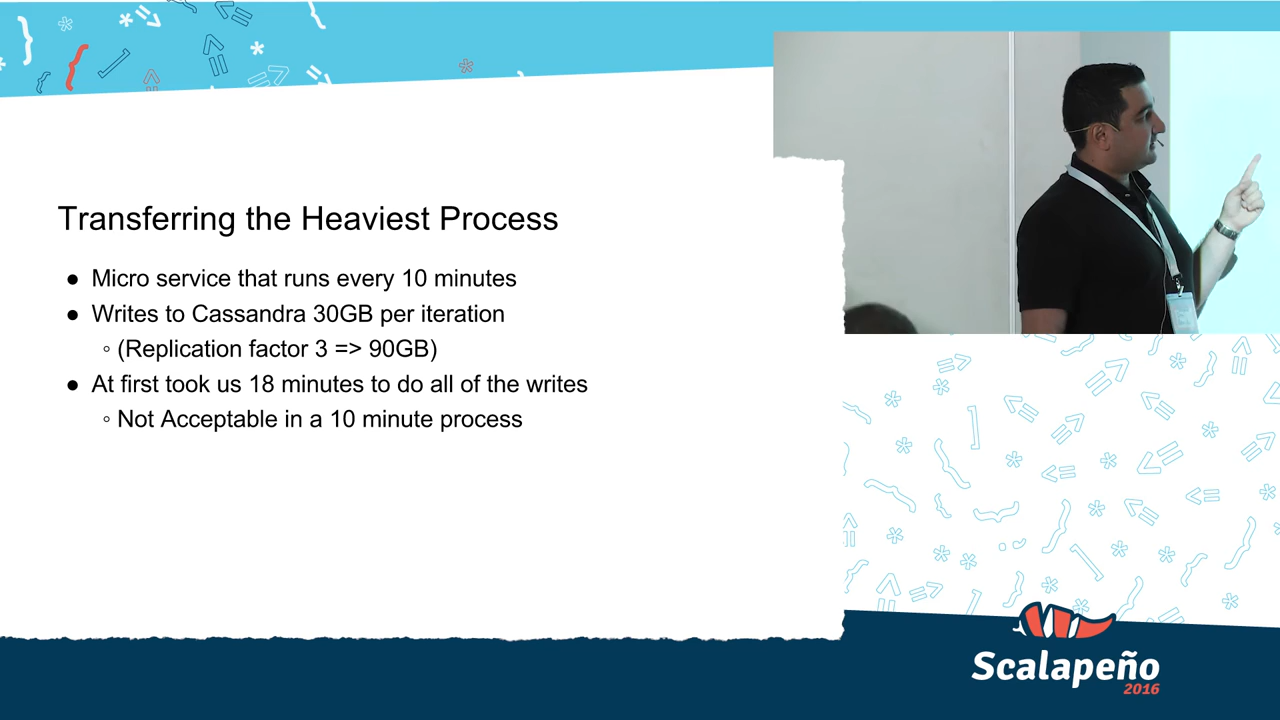 Transferring the Heaviest Process
● Micro service that runs every 10 minutes
● Writes to Cassandra 30GB per iteration
◦ (Replication factor 3 => 90GB)
● At first took us 18 minutes to do all of the writes
◦ Not Acceptable in a 10 minute process
Scalapeño
2016